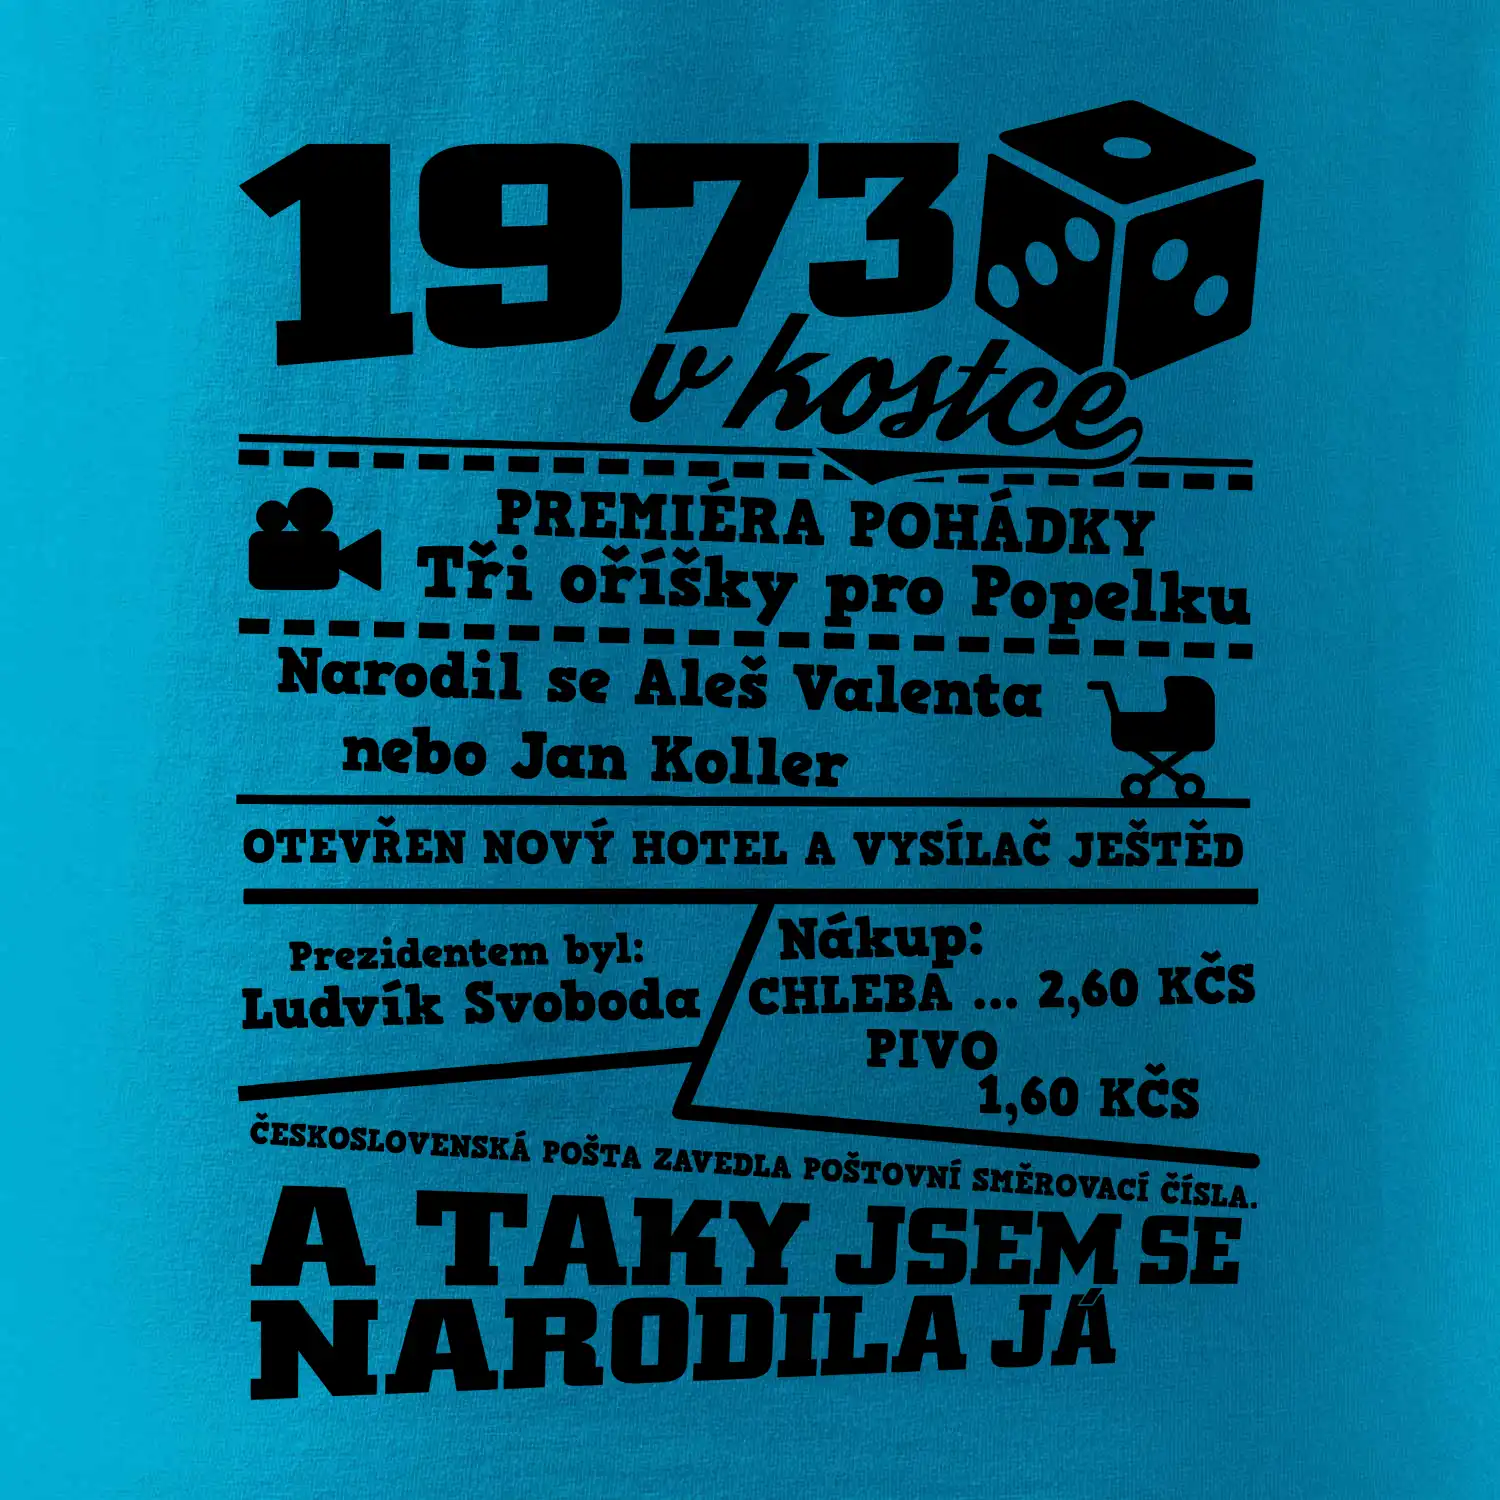 1973
v kostce
PREMIÉRA POHÁDKY
Tři oříšky pro Popelku
Narodil se Aleš Valenta
nebo Jan Koller
OTEVŘEN NOVÝ HOTEL A VYSÍLAČ JEŠTĚD
Prezidentem byl:
Ludvík Svoboda
Nákup:
CHLEBA ... 2,60 KČS
PIVO
1,60 KČS
ČESKOSLOVENSKÁ POŠTA ZAVEDLA POŠTOVNÍ SMĚROVACÍ ČÍSLA.
A TAKY JSEM SE
NARODILA JÁ